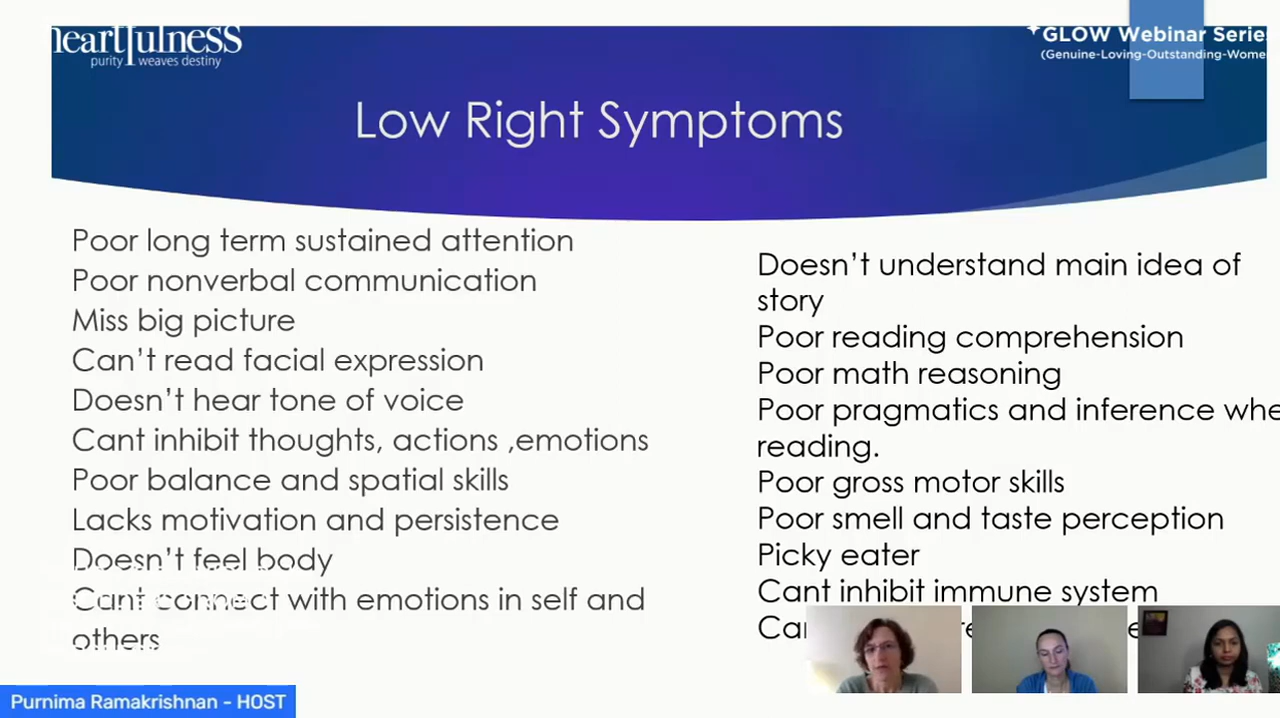 heartfulness
purity weaves destiny
GLOW Webinar Series
(Genuine-Loving-Outstanding-Women
Low Right Symptoms
Poor long term sustained attention
Poor nonverbal communication
Miss big picture
Can't read facial expression
Doesn't hear tone of voice
Cant inhibit thoughts, actions ,emotions
Poor balance and spatial skills
Lacks motivation and persistence
Doesn't feel body
Cant connect with emotions in self and
others
Doesn't understand main idea of
story
Poor reading comprehension
Poor math reasoning
Poor pragmatics and inference
reading.
Poor gross motor skills
Poor smell and taste perception
Picky eater
Cant inhibit immune system
Purnima Ramakrishnan - HOST